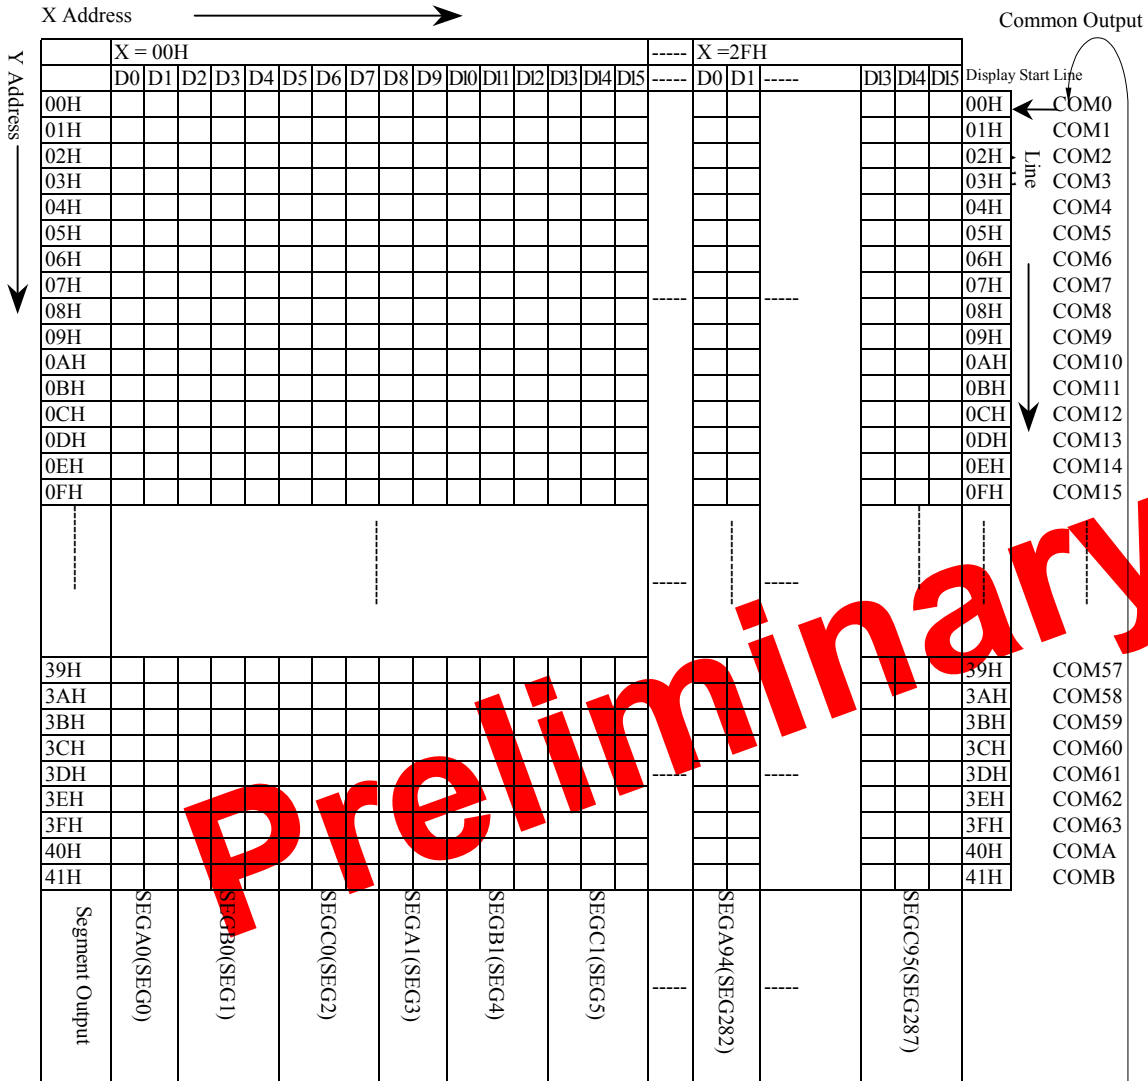 X Address
Common Output
Y Address
X = 00H ----- X =2FH
D0 D1 D2 D3 D4 D5 D6 D7 D8 D9 D10 D11 D12 D13 D14 D15 ----- D0 D1 ----- D13 D14 D15 Display Start Line
00H 00H COM0
01H 01H COM1
02H 02H COM2
03H 03H COM3
Line
04H 04H COM4
05H 05H COM5
06H 06H COM6
07H 07H COM7
----- -----
08H 08H COM8
09H 09H COM9
0AH 0AH COM10
0BH 0BH COM11
0CH 0CH COM12
0DH 0DH COM13
0EH 0EH COM14
0FH 0FH COM15
----- -----
39H 39H COM57
3AH 3AH COM58
3BH 3BH COM59
3CH 3CH COM60
3DH ----- ----- 3DH COM61
3EH 3EH COM62
3FH 3FH COM63
40H 40H COMA
41H 41H COMB
Segment Output
SEGA0(SEG0)
SEGB0(SEG1)
SEGC0(SEG2)
SEGA1(SEG3)
SEGB1(SEG4)
SEGC1(SEG5)
-----
SEGA94(SEG282)
-----
SEGC95(SEG287)
Preliminary